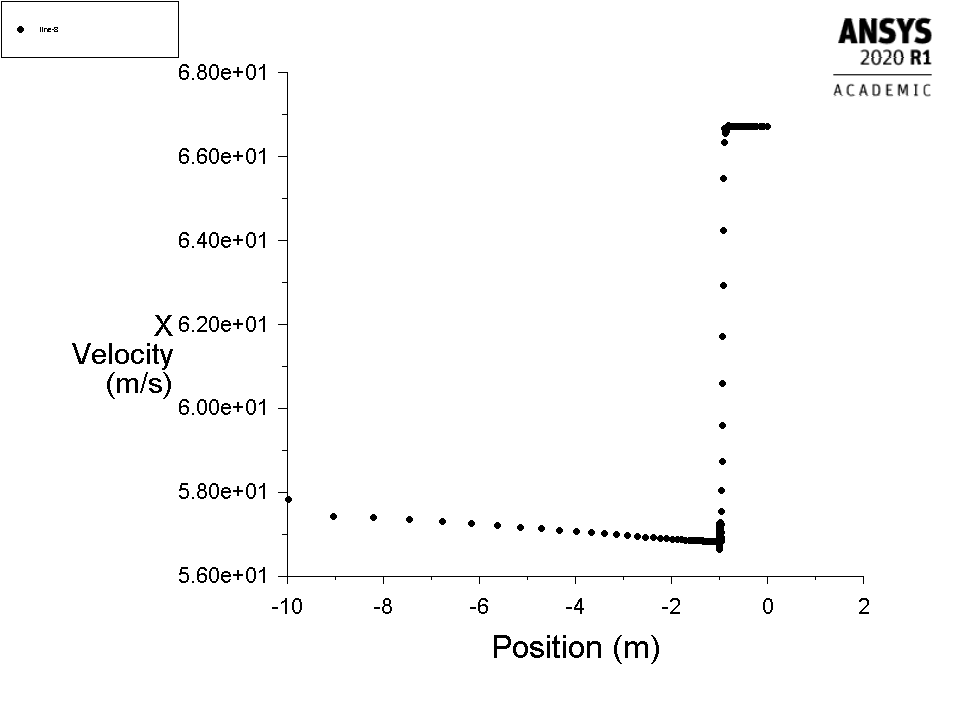 line-8
ANSYS
2020 R1
ACADEMIC
6.80e+01
6.60e+01
6.40e+01
6.20e+01
6.00e+01
5.80e+01
5.60e+01
X
Velocity
(m/s)
-10 -8 -6 -4 -2 0 2
Position (m)